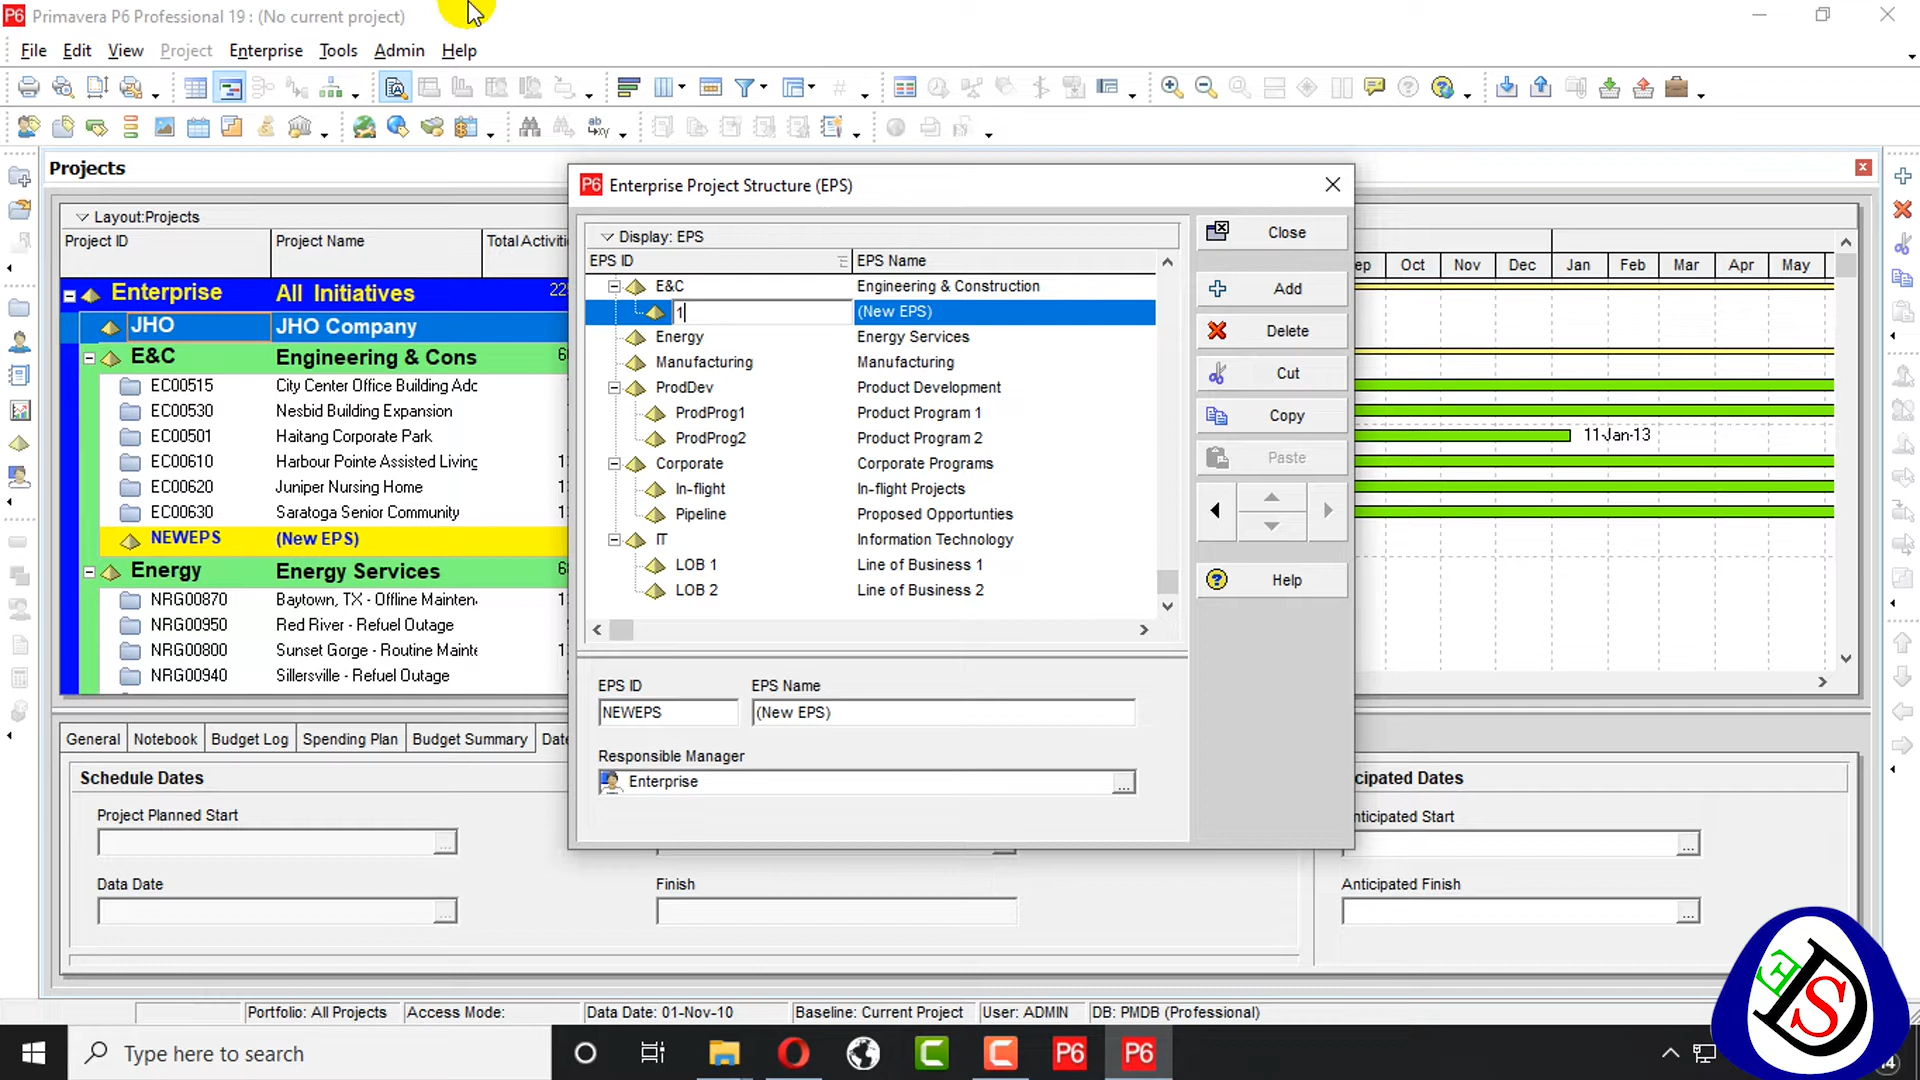 Primavera P6 Professional 19 : (No current project)
File Edit View Project Enterprise Tools Admin Help
Projects
Layout:Projects
Project ID Project Name Total Activiti
Enterprise All Initiatives 225
JHO JHO Company
E&C Engineering & Cons
EC00515 City Center Office Building Adc
EC00530 Nesbid Building Expansion
EC00501 Haitang Corporate Park
EC00610 Harbour Pointe Assisted Living
EC00620 Juniper Nursing Home
EC00630 Saratoga Senior Community
NEWEPS (New EPS)
Energy Energy Services
NRG00870 Baytown, TX - Offline Mainten
NRG00950 Red River - Refuel Outage
NRG00800 Sunset Gorge - Routine Mainte
NRG00940 Sillersville - Refuel Outage
Enterprise Project Structure (EPS)
Display: EPS
EPS ID EPS Name
E&C Engineering & Construction
1 (New EPS)
Energy Energy Services
Manufacturing Manufacturing
ProdDev Product Development
ProdProg1 Product Program 1
ProdProg2 Product Program 2
Corporate Corporate Programs
In-flight In-flight Projects
Pipeline Proposed Opportunties
IT Information Technology
LOB 1 Line of Business 1
LOB 2 Line of Business 2
EPS ID EPS Name
NEWEPS (New EPS)
Responsible Manager
Enterprise
Close
Add
Delete
Cut
Copy
Paste
Help
ep Oct Nov Dec Jan Feb Mar Apr May
11-Jan-13
General Notebook Budget Log Spending Plan Budget Summary Date
Schedule Dates
Project Planned Start
Data Date
Finish
cipated Dates
nticipated Start
Anticipated Finish
Portfolio: All Projects Access Mode: Data Date: 01-Nov-10 Baseline: Current Project User: ADMIN DB: PMDB (Professional)
Type here to search